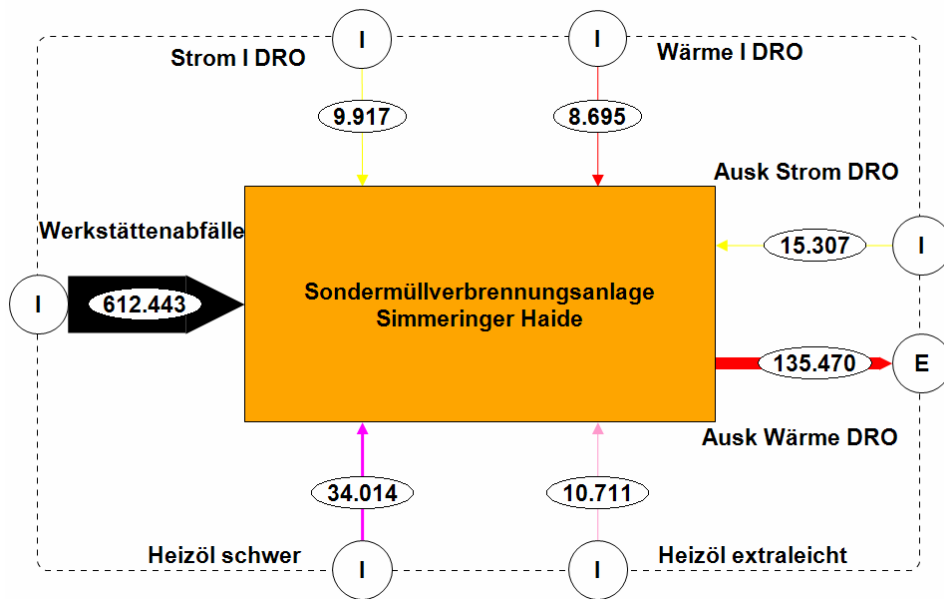 I
I
Strom I DRO
Wärme I DRO
9.917
8.695
Ausk Strom DRO
Werkstättenabfälle
15.307
I
I
612.443
Sondermüllverbrennungsanlage
Simmeringer Haide
135.470
E
Ausk Wärme DRO
34.014
10.711
Heizöl schwer
I
I
Heizöl extraleicht